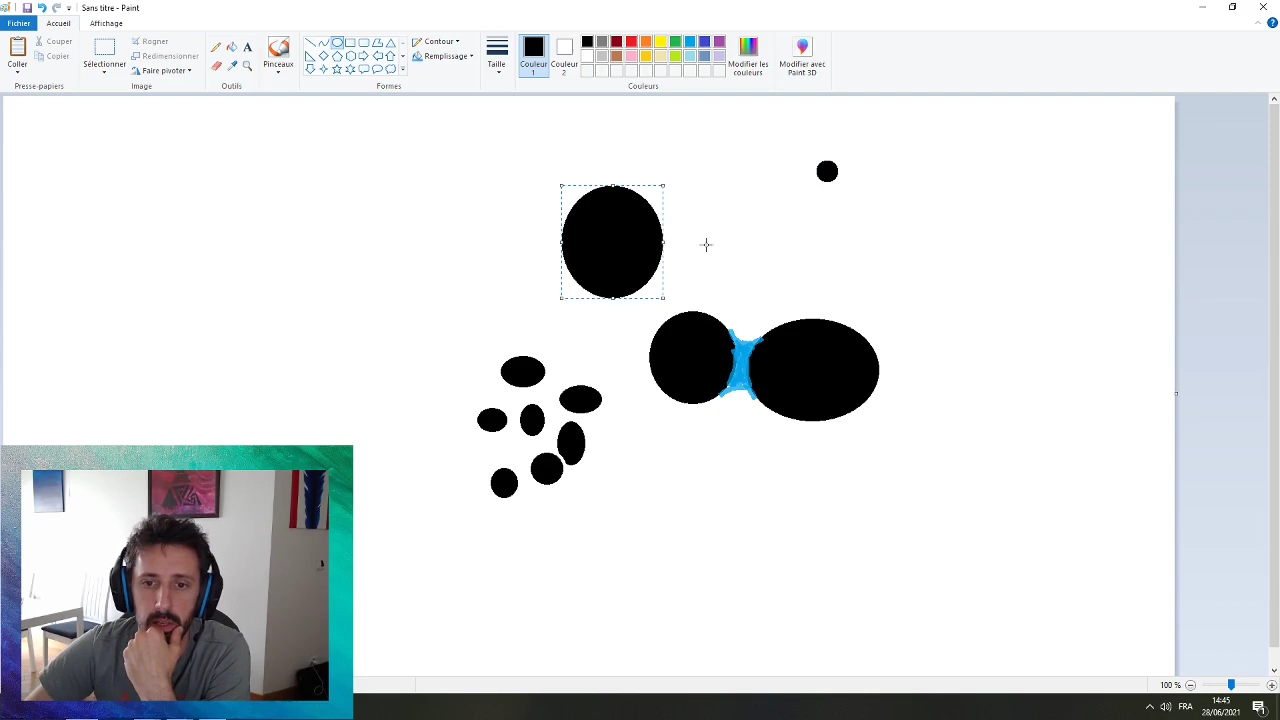 Sans titre - Paint
Fichier Accueil Affichage
Coller Couper Copier
Presse-papiers
Sélectionner Rogner Redimensionner Faire pivoter
Image
A
Outils
Pinceaux
Contour
Remplissage
Formes
Taille
Couleur 1
Couleur 2
Modifier les couleurs
Couleurs
Modifier avec Paint 3D
100 %
FRA
14:45
28/06/2021
1